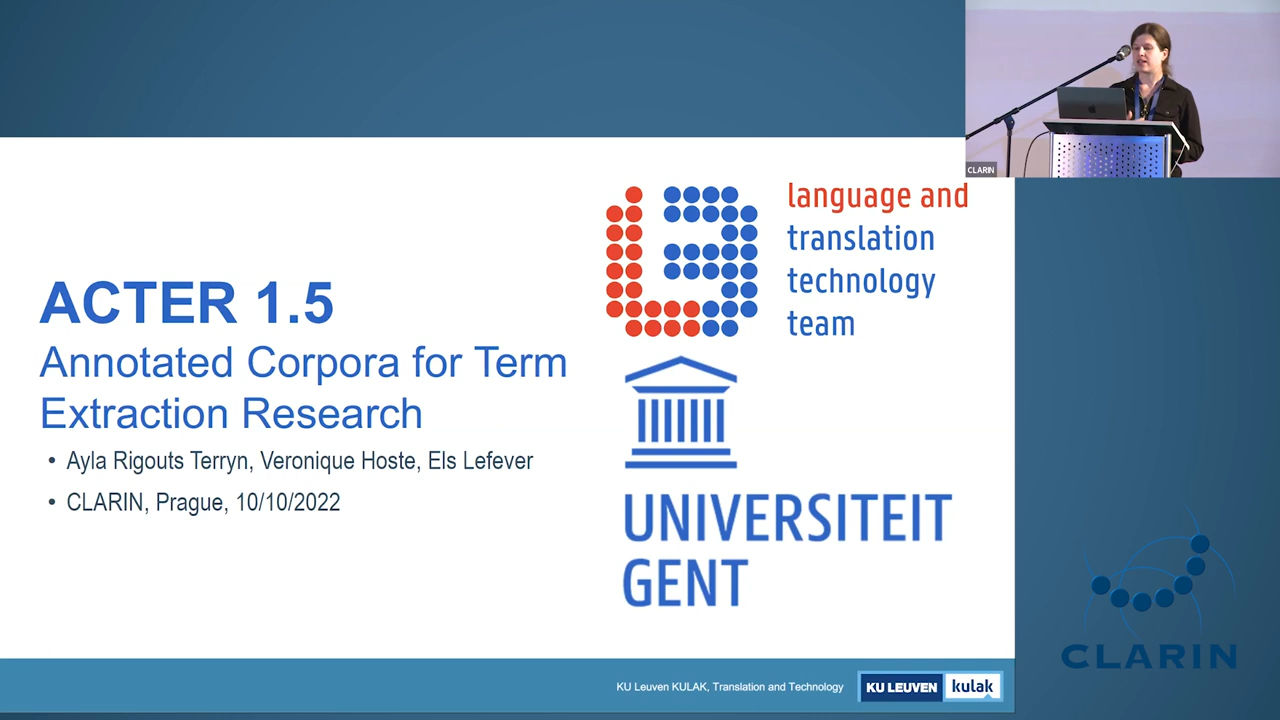 CLARIN
language and
translation
technology
team
ACTER 1.5
Annotated Corpora for Term
Extraction Research
• Ayla Rigouts Terryn, Veronique Hoste, Els Lefever
• CLARIN, Prague, 10/10/2022
UNIVERSITEIT
GENT
CLARIN
KU Leuven KULAK, Translation and Technology
KU LEUVEN kulak